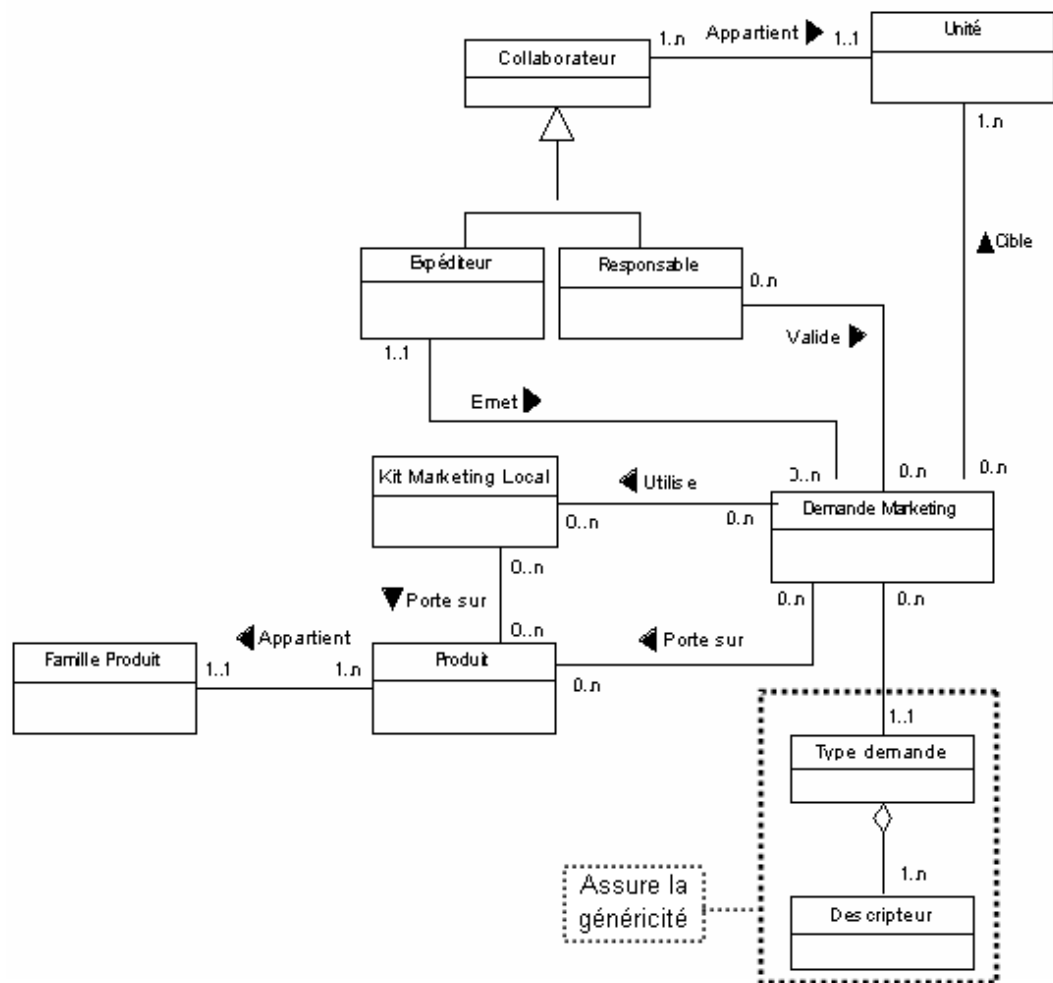 Unité
1..n
Appartient
1..1
Collaborateur
1..n
Cible
Expéditeur
Responsable
0..n
Valide
1..1
Emet
0..n
0..n
0..n
Kit Marketing Local
Utilise
0..n
0..n
Demande Marketing
0..n
Porte sur
0..n
0..n
0..n
Appartient
Porte sur
Famille Produit
1..1
1..n
Produit
0..n
1..1
Type demande
1..n
Assure la
généricité
Descripteur